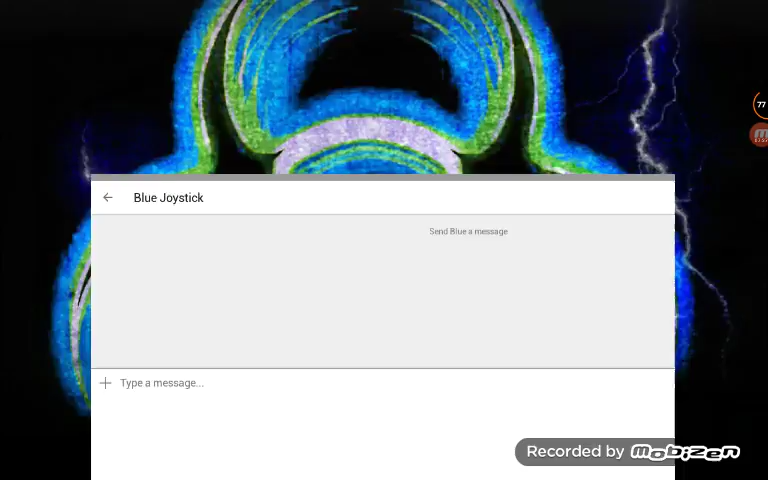 77
Blue Joystick
Send Blue a message
Type a message...
Recorded by mobizen